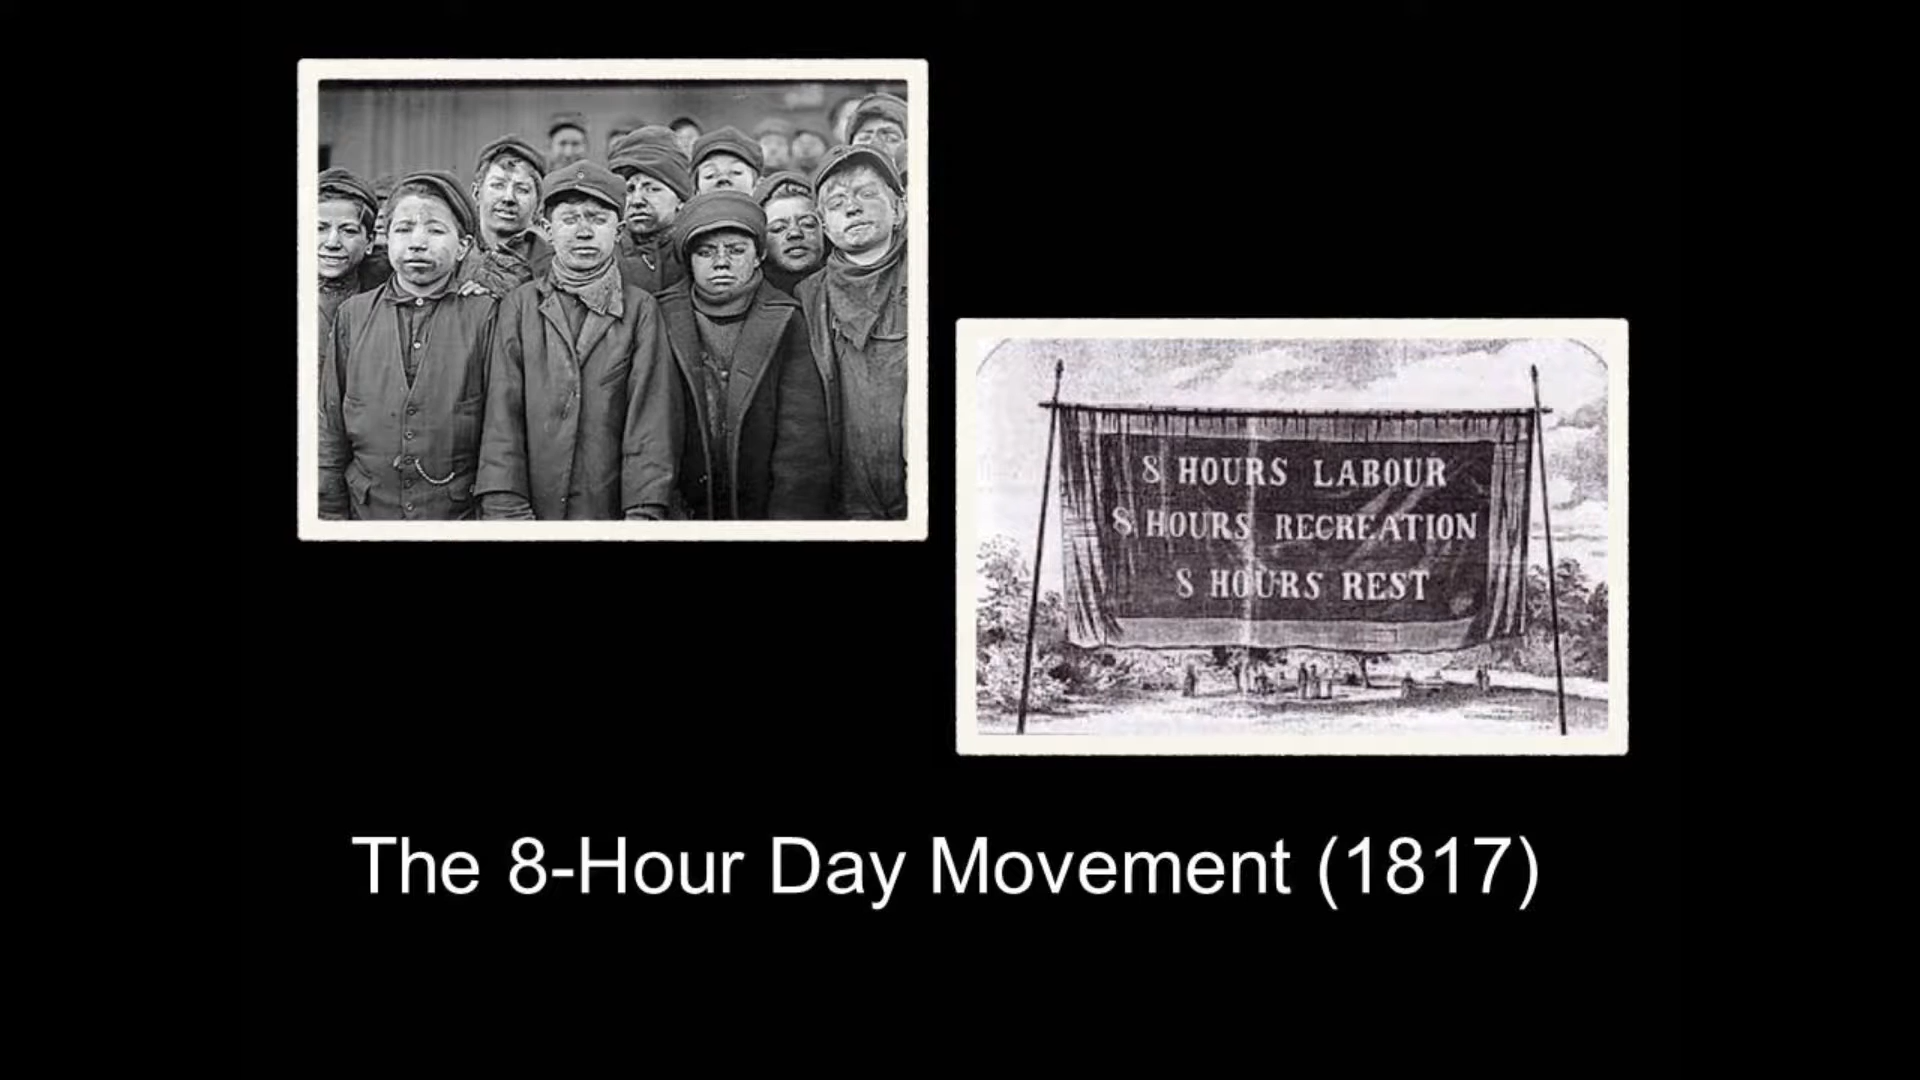 8 HOURS LABOUR
8 HOURS RECREATION
8 HOURS REST
The 8-Hour Day Movement (1817)